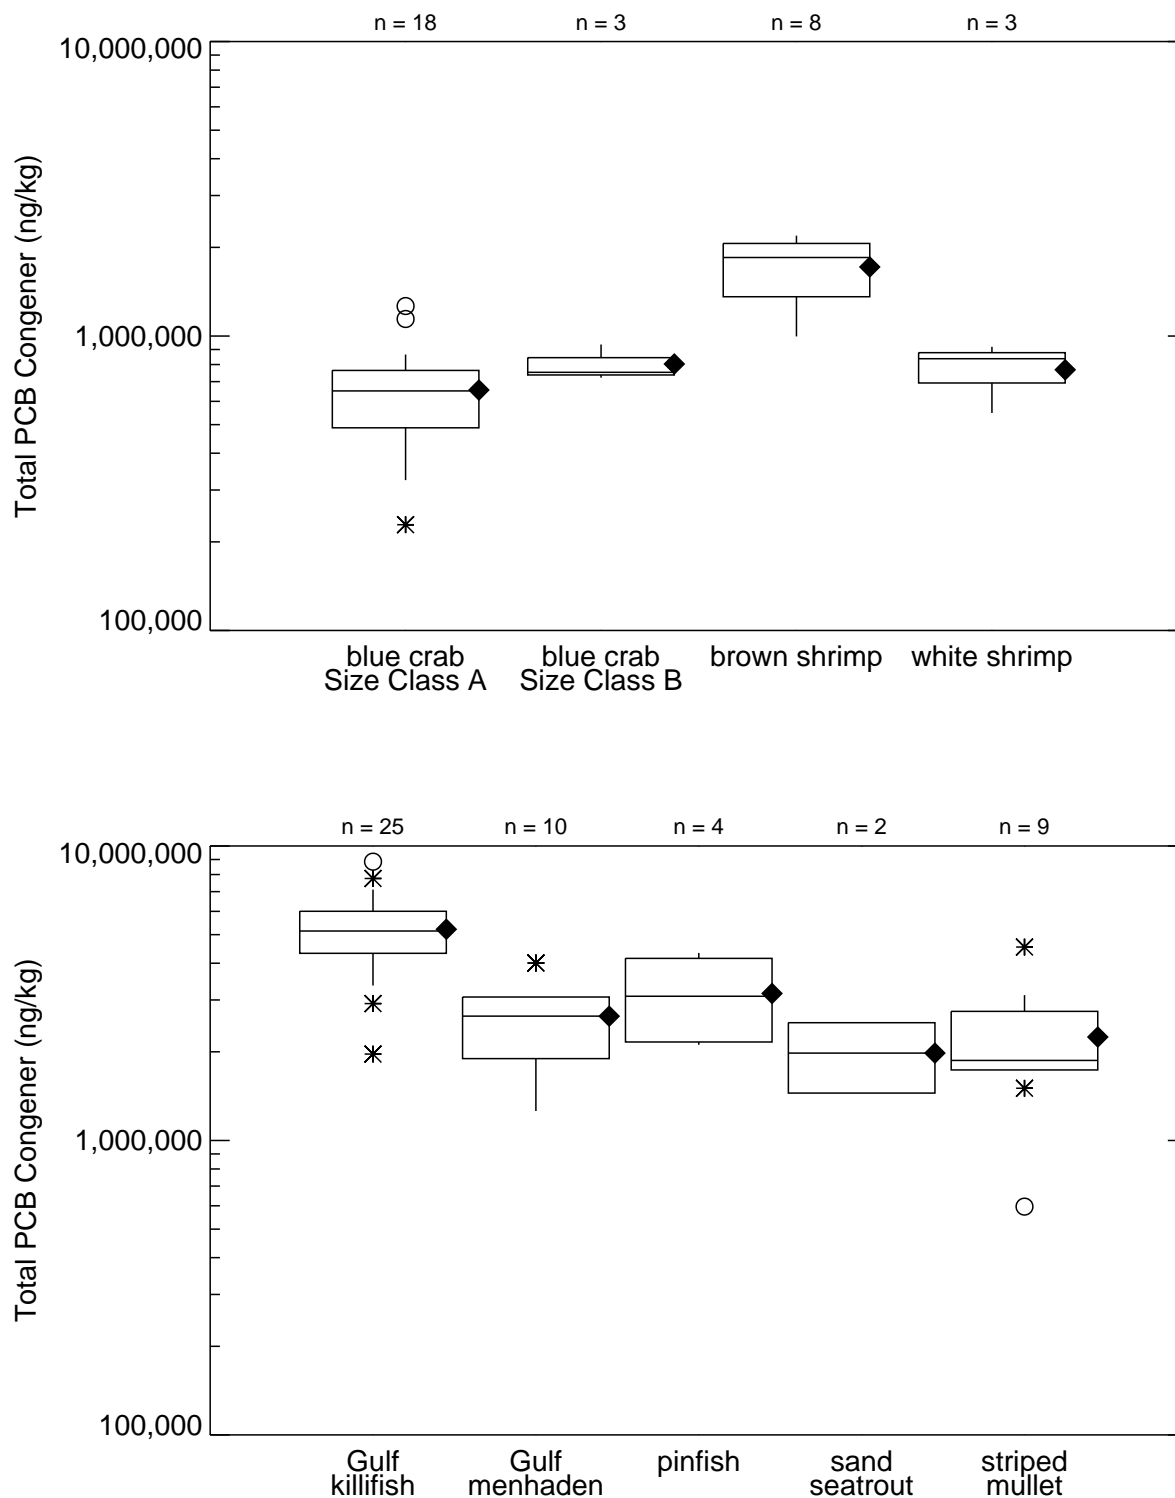 n = 18 n = 3 n = 8 n = 3
10,000,000
1,000,000
100,000
Total PCB Congener (ng/kg)
blue crab blue crab brown shrimp white shrimp
Size Class A Size Class B
n = 25 n = 10 n = 4 n = 2 n = 9
10,000,000
1,000,000
100,000
Total PCB Congener (ng/kg)
Gulf Gulf pinfish sand striped
killifish menhaden seatrout mullet